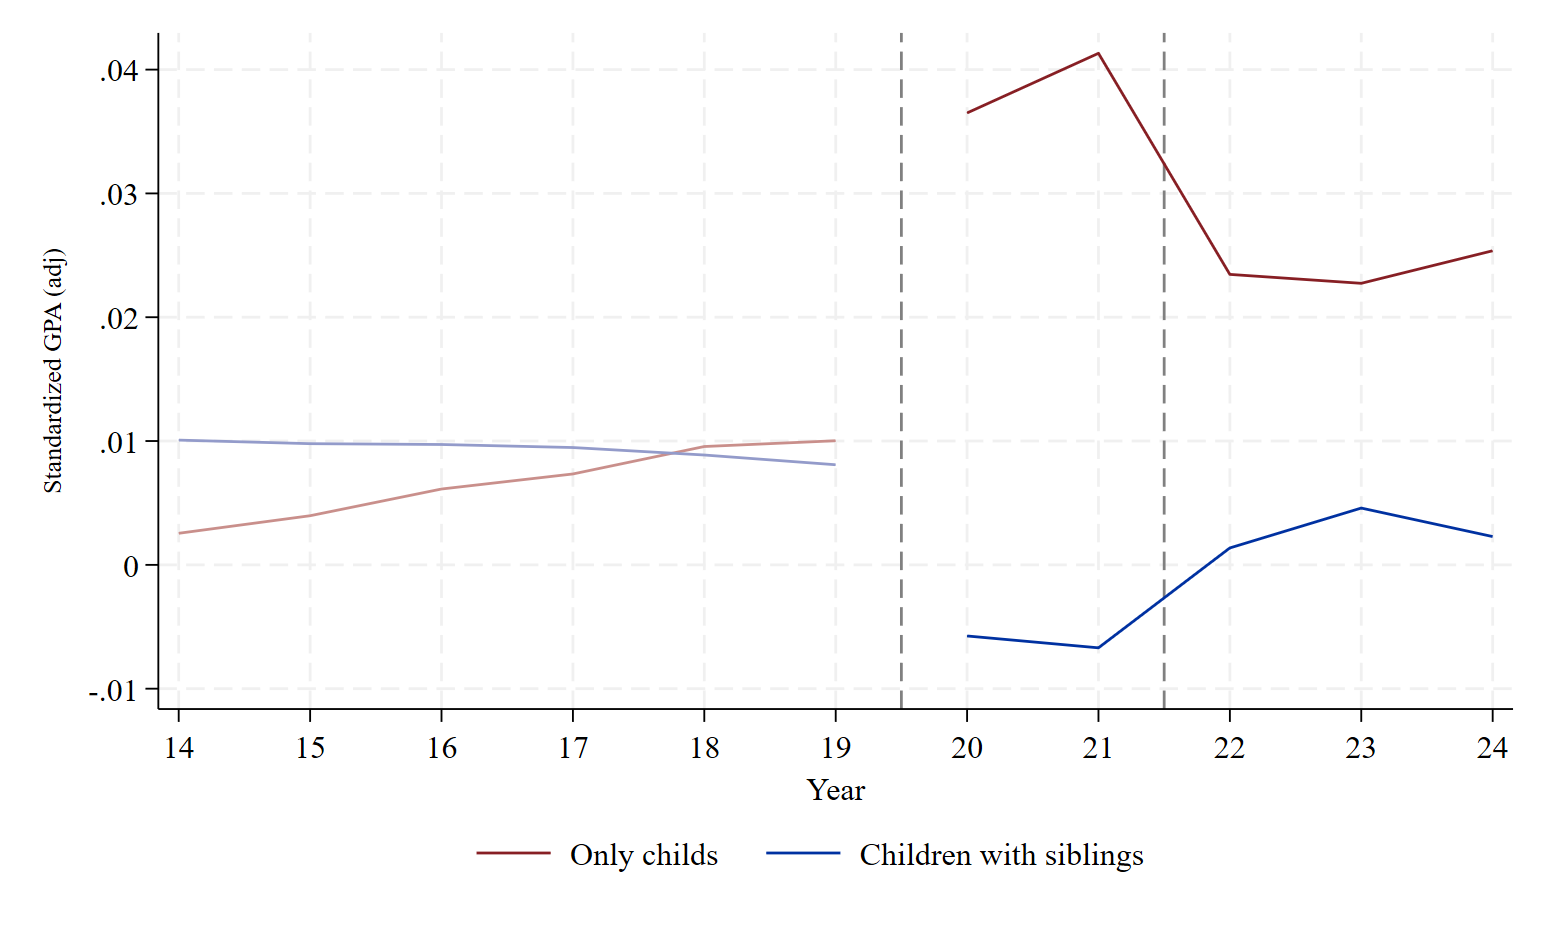 Standardized GPA (adj)
.04
.03
.02
.01
0
-.01
14 15 16 17 18 19 20 21 22 23 24
Year
Only childs Children with siblings